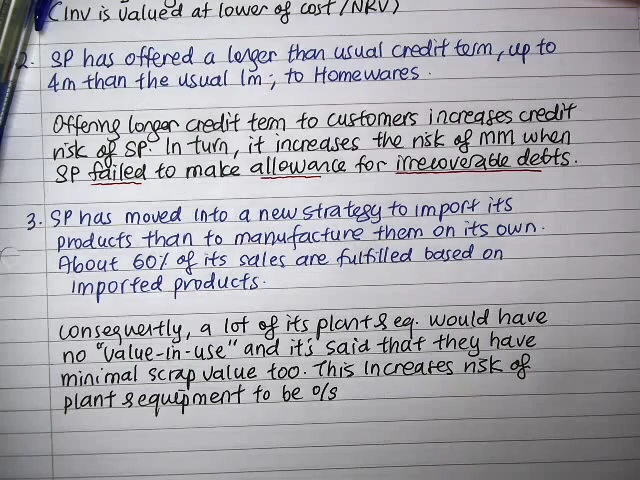 (Inv is valued at lower of cost/NRV)
2. SP has offered a longer than usual credit term, up to
4m than the usual 1m; to Homewares.
Offering longer credit term to customers increases credit
risk of SP. In turn, it increases the risk of MM when
SP failed to make allowance for irrecoverable debts.
3. SP has moved into a new strategy to import its
products than to manufacture them on its own.
About 60% of its sales are fulfilled based on
imported products.
Consequently, a lot of its plant & eq. would have
no "value-in-use" and it's said that they have
minimal scrap value too. This increases risk of
plant & equipment to be o/s